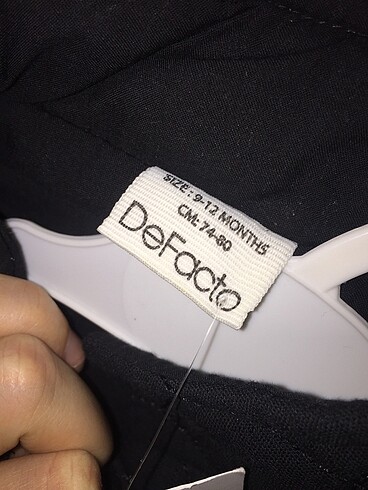 SIZE: 9-12 MONTHS
CM: 74-80
DeFacto